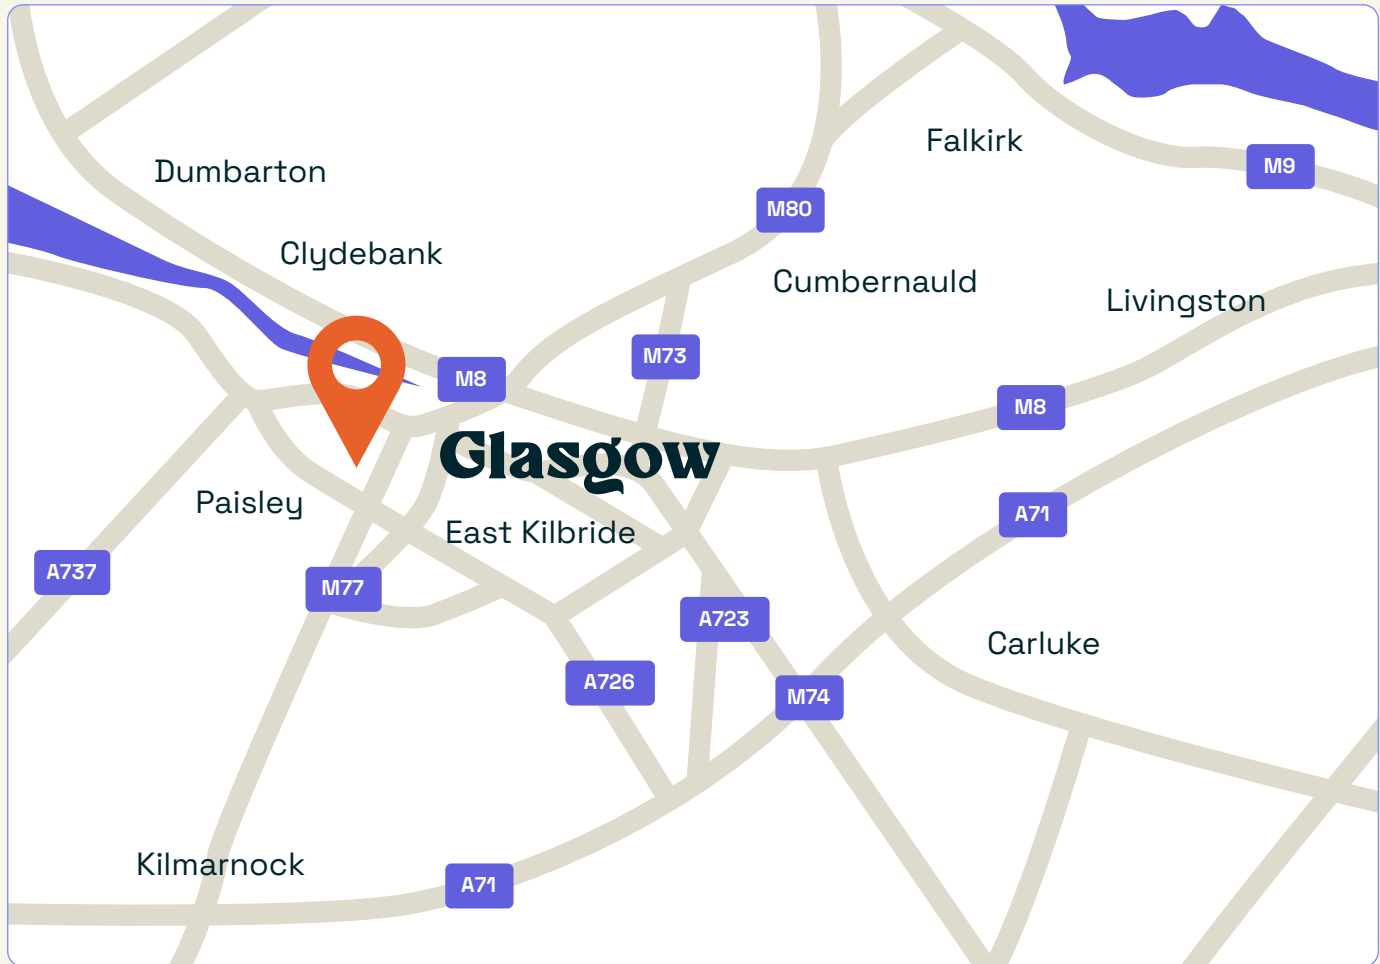 Falkirk
M9
Dumbarton
M80
Clydebank
Cumbernauld
Livingston
M73
M8
M8
Glasgow
Paisley
A71
East Kilbride
A737
M77
A723
Carluke
A726
M74
Kilmarnock
A71